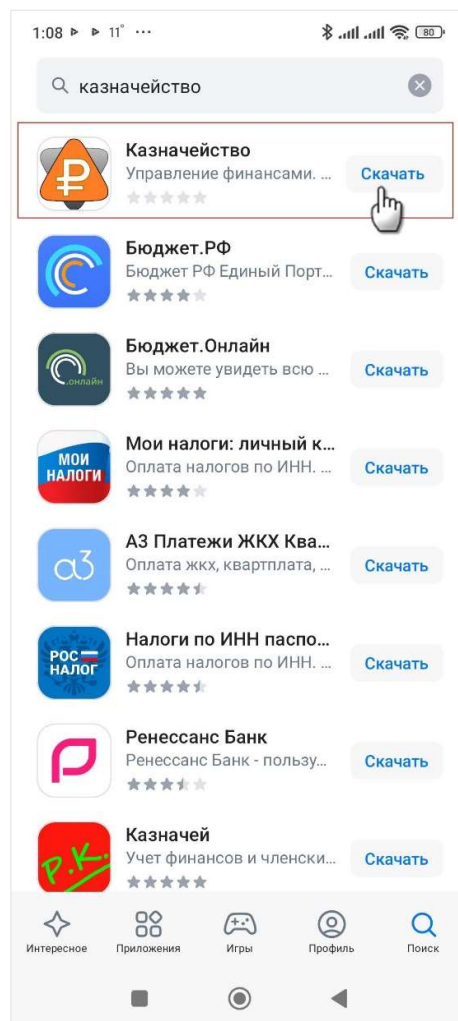 1:08 11° ...
80
казначейство
Казначейство
Управление финансами. ...
Скачать
Бюджет.РФ
Бюджет РФ Единый Порт...
Скачать
.онлайн
Бюджет.Онлайн
Вы можете увидеть всю ...
Скачать
МОИ
НАЛОГИ
Мои налоги: личный к...
Оплата налогов по ИНН. ...
Скачать
а3
А3 Платежи ЖКХ Ква...
Оплата жкх, квартплата, ...
Скачать
РОС
НАЛОГ
Налоги по ИНН паспо...
Оплата налогов по ИНН. ...
Скачать
Ренессанс Банк
Ренессанс Банк - пользу...
Скачать
Р.К.
Казначей
Учет финансов и членски...
Скачать
Интересное
Приложения
Игры
Профиль
Поиск